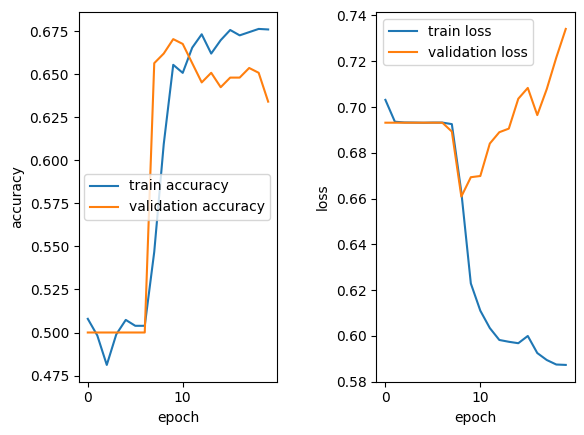 0.675
0.650
0.625
0.600
0.575
0.550
0.525
0.500
0.475
accuracy
train accuracy
validation accuracy
0
10
epoch
0.74
0.72
0.70
0.68
0.66
0.64
0.62
0.60
0.58
loss
train loss
validation loss
0
10
epoch